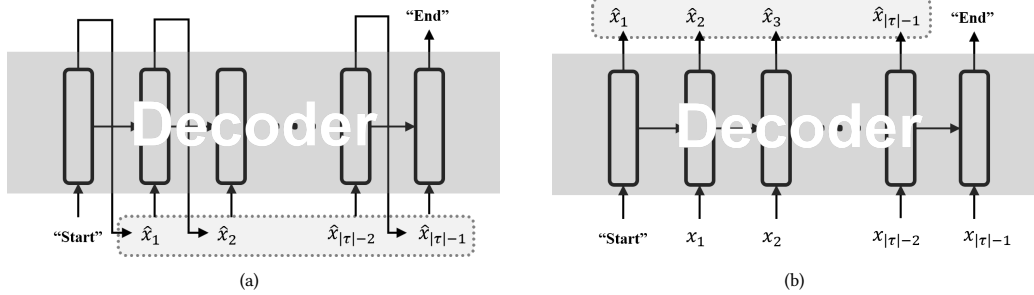 "End"
Decoder
"Start" x̂₁ x̂₂ x̂|τ|−2 x̂|τ|−1
(a)
x̂₁ x̂₂ x̂₃ x̂|τ|−1 "End"
Decoder
"Start" x₁ x₂ x|τ|−2 x|τ|−1
(b)